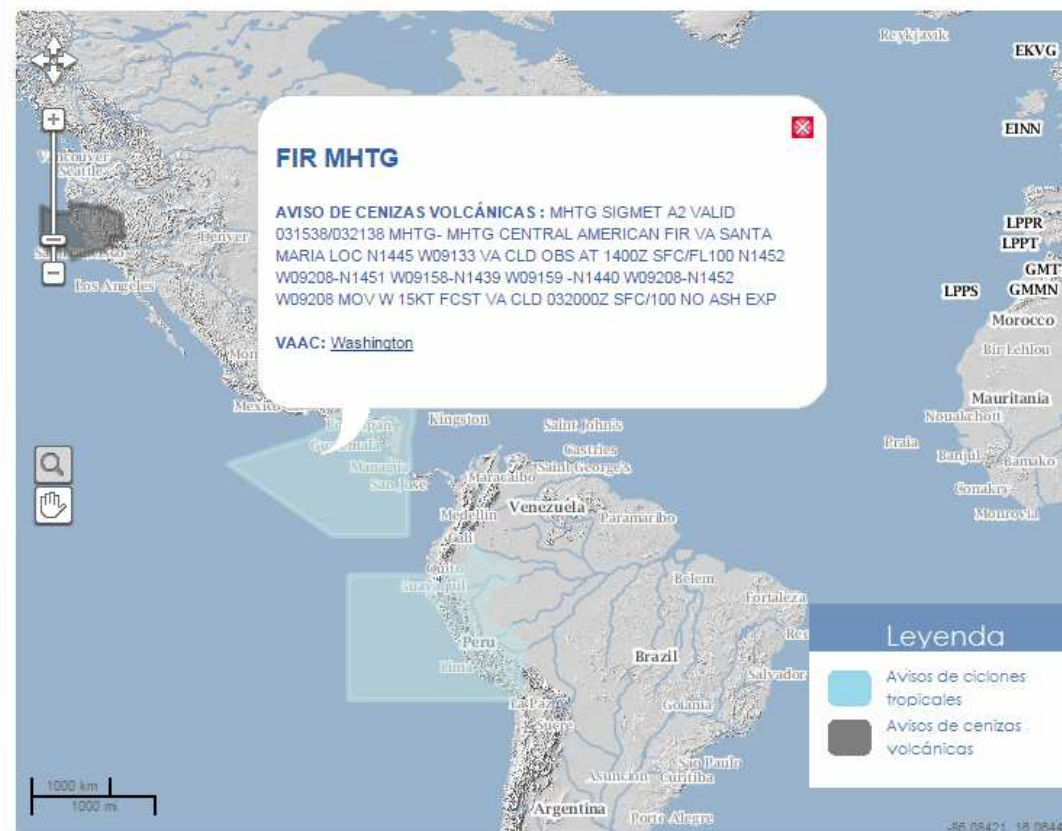 Reykjavik
EKVG
EINN
FIR MHTG
AVISO DE CENIZAS VOLCÁNICAS : MHTG SIGMET A2 VALID
031538/032138 MHTG- MHTG CENTRAL AMERICAN FIR VA SANTA
MARIA LOC N1445 W09133 VA CLD OBS AT 1400Z SFC/FL100 N1452
W09208-N1451 W09158-N1439 W09159 -N1440 W09208-N1452
W09208 MOV W 15KT FCST VA CLD 032000Z SFC/100 NO ASH EXP
VAAC: Washington
Vancouver
Seattle
Denver
Los Angeles
LPPR
LPPT
GMT
LPPS
GMMN
Morocco
Bir Lehlou
Mauritania
Nouakchott
Praia
Banjul
Bamako
Conakry
Monrovia
Kingston
Saint John's
Castries
Saint George's
Guatemala
Managua
San José
Maracaibo
Medellín
Venezuela
Paramaribo
Cali
Quito
Guayaquil
Belem
Fortaleza
Peru
Lima
Brazil
Salvador
La Paz
Sucre
Goiania
São Paulo
Asunción
Curitiba
Argentina
Porto Alegre
Leyenda
Avisos de ciclones
tropicales
Avisos de cenizas
volcánicas
1000 km
1000 mi